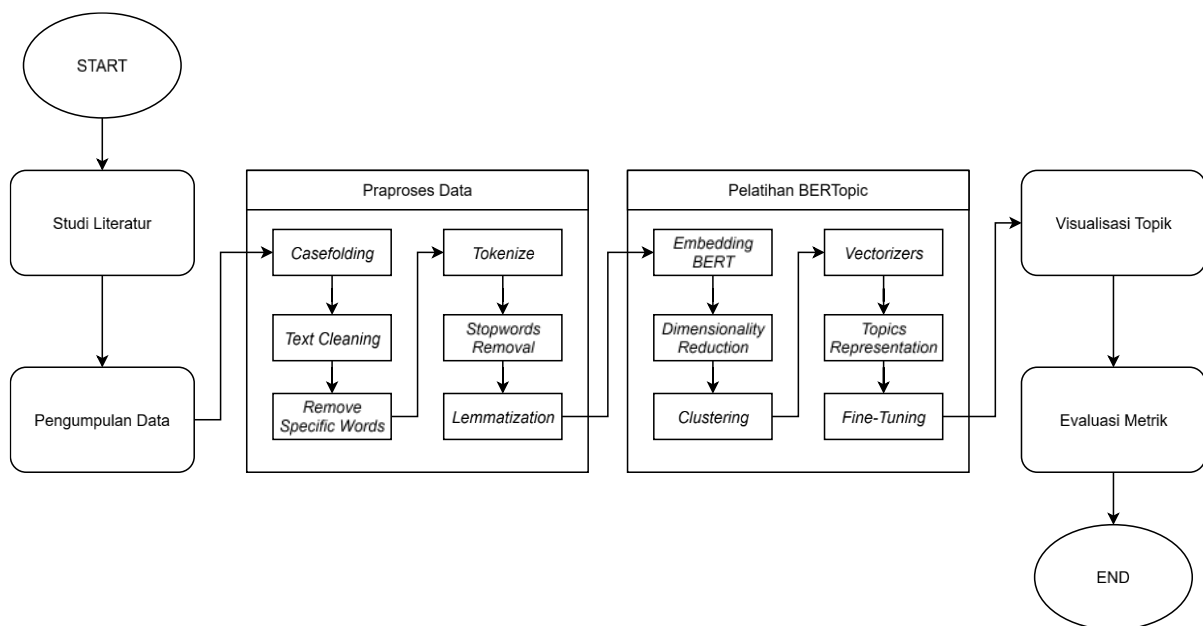 START
Studi Literatur
Pengumpulan Data
Praproses Data
Casefolding
Text Cleaning
Remove
Specific Words
Tokenize
Stopwords
Removal
Lemmatization
Pelatihan BERTopic
Embedding
BERT
Dimensionality
Reduction
Clustering
Vectorizers
Topics
Representation
Fine-Tuning
Visualisasi Topik
Evaluasi Metrik
END